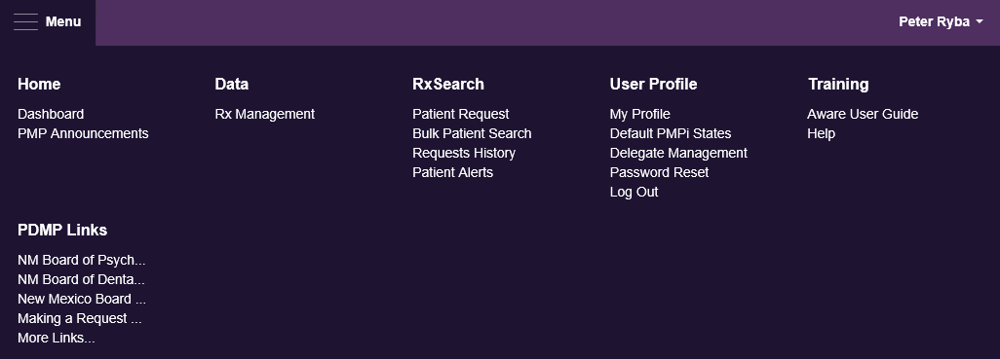 Menu
Peter Ryba
Home
Dashboard
PMP Announcements
Data
Rx Management
RxSearch
Patient Request
Bulk Patient Search
Requests History
Patient Alerts
User Profile
My Profile
Default PMPi States
Delegate Management
Password Reset
Log Out
Training
Aware User Guide
Help
PDMP Links
NM Board of Psych...
NM Board of Denta...
New Mexico Board ...
Making a Request ...
More Links...